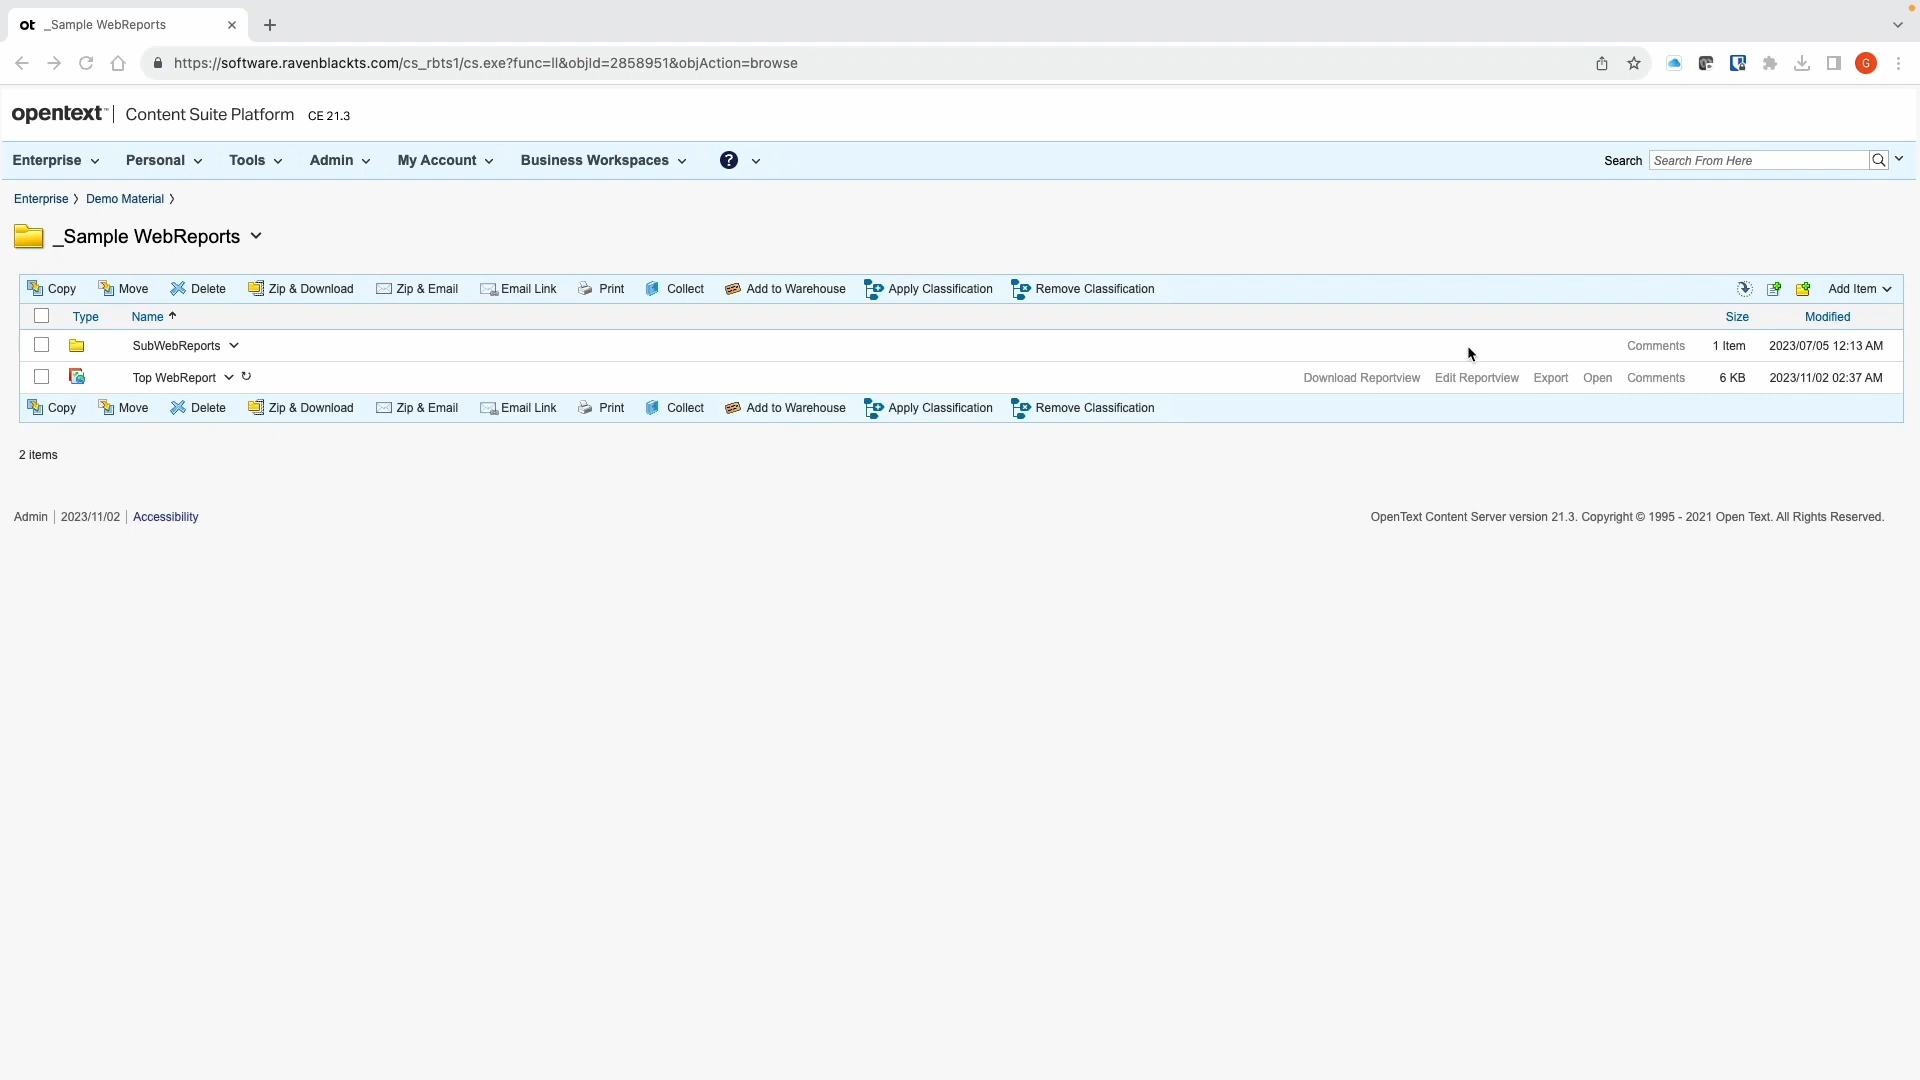 ot _Sample WebReports
https://software.ravenblackts.com/cs_rbts1/cs.exe?func=ll&objId=2858951&objAction=browse G
opentext™ | Content Suite Platform CE 21.3
Enterprise Personal Tools Admin My Account Business Workspaces ? Search Search From Here
Enterprise > Demo Material >
_Sample WebReports
Copy Move Delete Zip & Download Zip & Email Email Link Print Collect Add to Warehouse Apply Classification Remove Classification Add Item
Type Name Size Modified
SubWebReports Comments 1 Item 2023/07/05 12:13 AM
Top WebReport Download Reportview Edit Reportview Export Open Comments 6 KB 2023/11/02 02:37 AM
Copy Move Delete Zip & Download Zip & Email Email Link Print Collect Add to Warehouse Apply Classification Remove Classification
2 items
Admin | 2023/11/02 | Accessibility OpenText Content Server version 21.3. Copyright © 1995 - 2021 Open Text. All Rights Reserved.